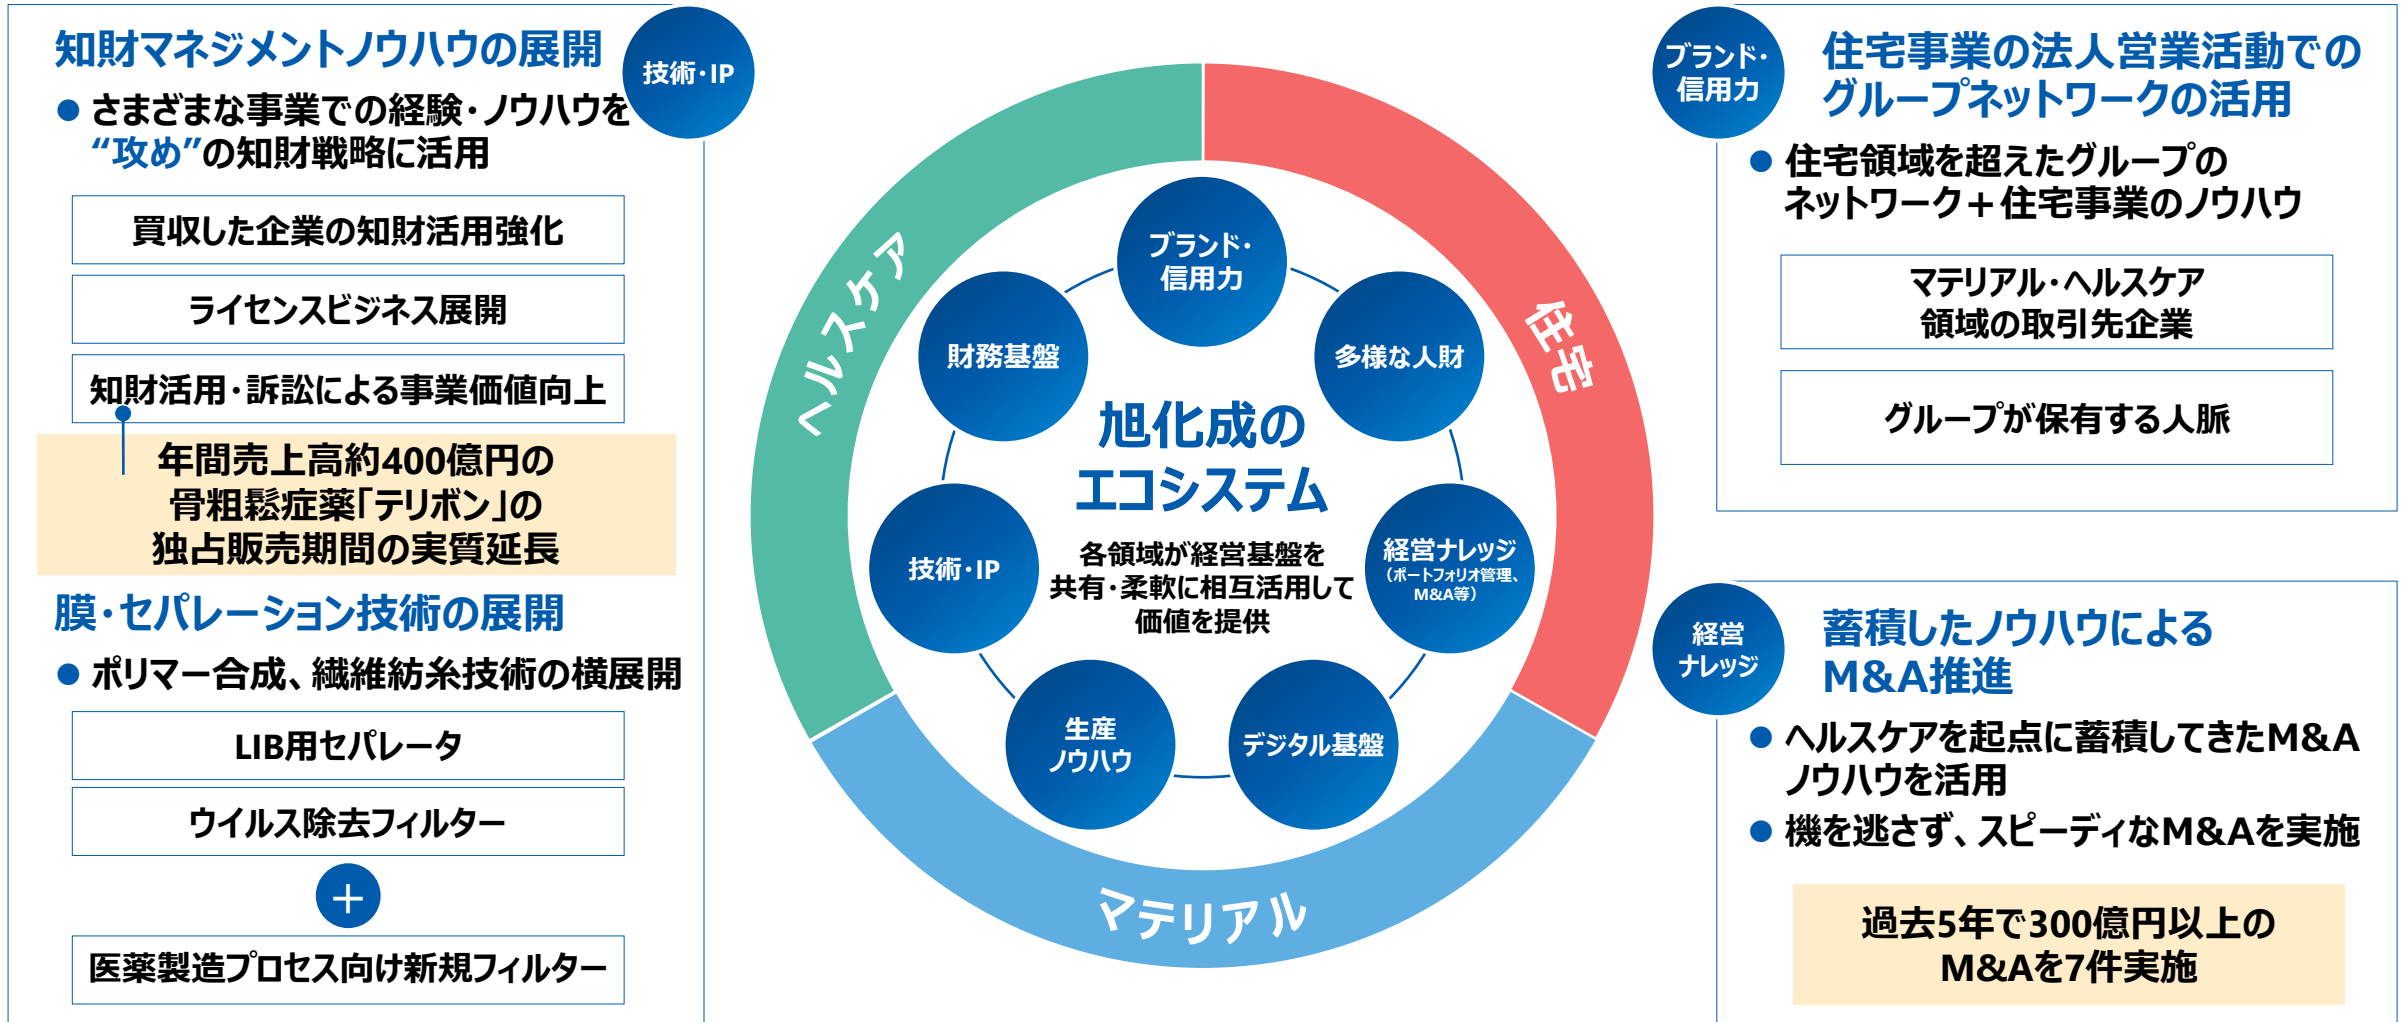 知財マネジメントノウハウの展開
技術・IP
● さまざまな事業での経験・ノウハウを
“攻め”の知財戦略に活用
買収した企業の知財活用強化
ライセンスビジネス展開
知財活用・訴訟による事業価値向上
年間売上高約400億円の
骨粗鬆症薬「テリボン」の
独占販売期間の実質延長
膜・セパレーション技術の展開
● ポリマー合成、繊維紡糸技術の横展開
LIB用セパレータ
ウイルス除去フィルター
＋
医薬製造プロセス向け新規フィルター
ヘルスケア
住宅
マテリアル
ブランド・
信用力
財務基盤
多様な人財
旭化成の
エコシステム
各領域が経営基盤を
共有・柔軟に相互活用して
価値を提供
技術・IP
経営ナレッジ
（ポートフォリオ管理、
M&A等）
生産
ノウハウ
デジタル基盤
ブランド・
信用力
住宅事業の法人営業活動での
グループネットワークの活用
● 住宅領域を超えたグループの
ネットワーク＋住宅事業のノウハウ
マテリアル・ヘルスケア
領域の取引先企業
グループが保有する人脈
経営
ナレッジ
蓄積したノウハウによる
M&A推進
● ヘルスケアを起点に蓄積してきたM&A
ノウハウを活用
● 機を逃さず、スピーディなM&Aを実施
過去5年で300億円以上の
M&Aを7件実施